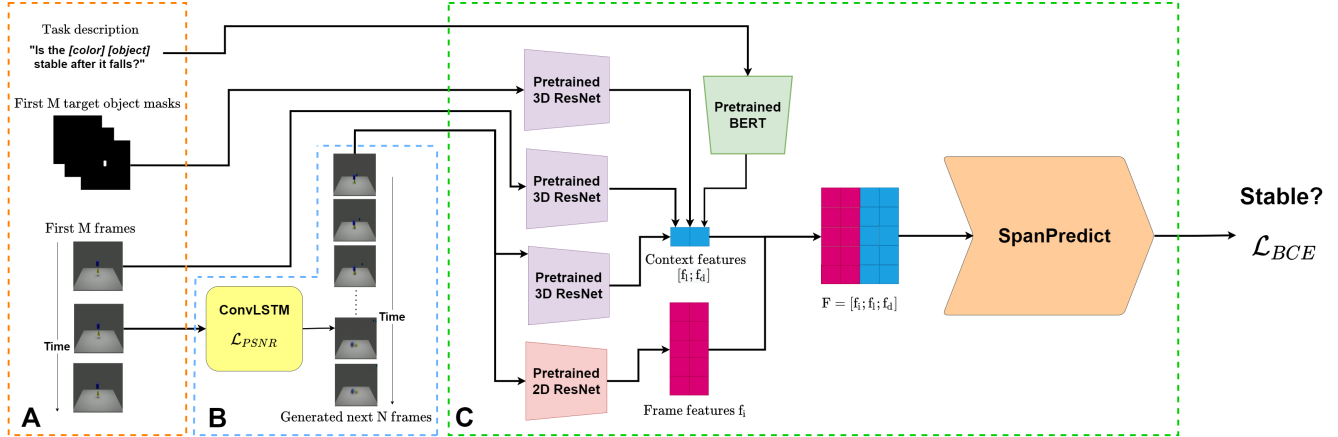 Task description
"Is the [color] [object]
stable after it falls?"
First M target object masks
First M frames
Time
A
ConvLSTM
ℒPSNR
Time
Generated next N frames
B
Pretrained
3D ResNet
Pretrained
3D ResNet
Pretrained
3D ResNet
Pretrained
2D ResNet
C
Pretrained
BERT
Context features
[fl; fd]
Frame features fi
F = [fi; fl; fd]
SpanPredict
Stable?
ℒBCE